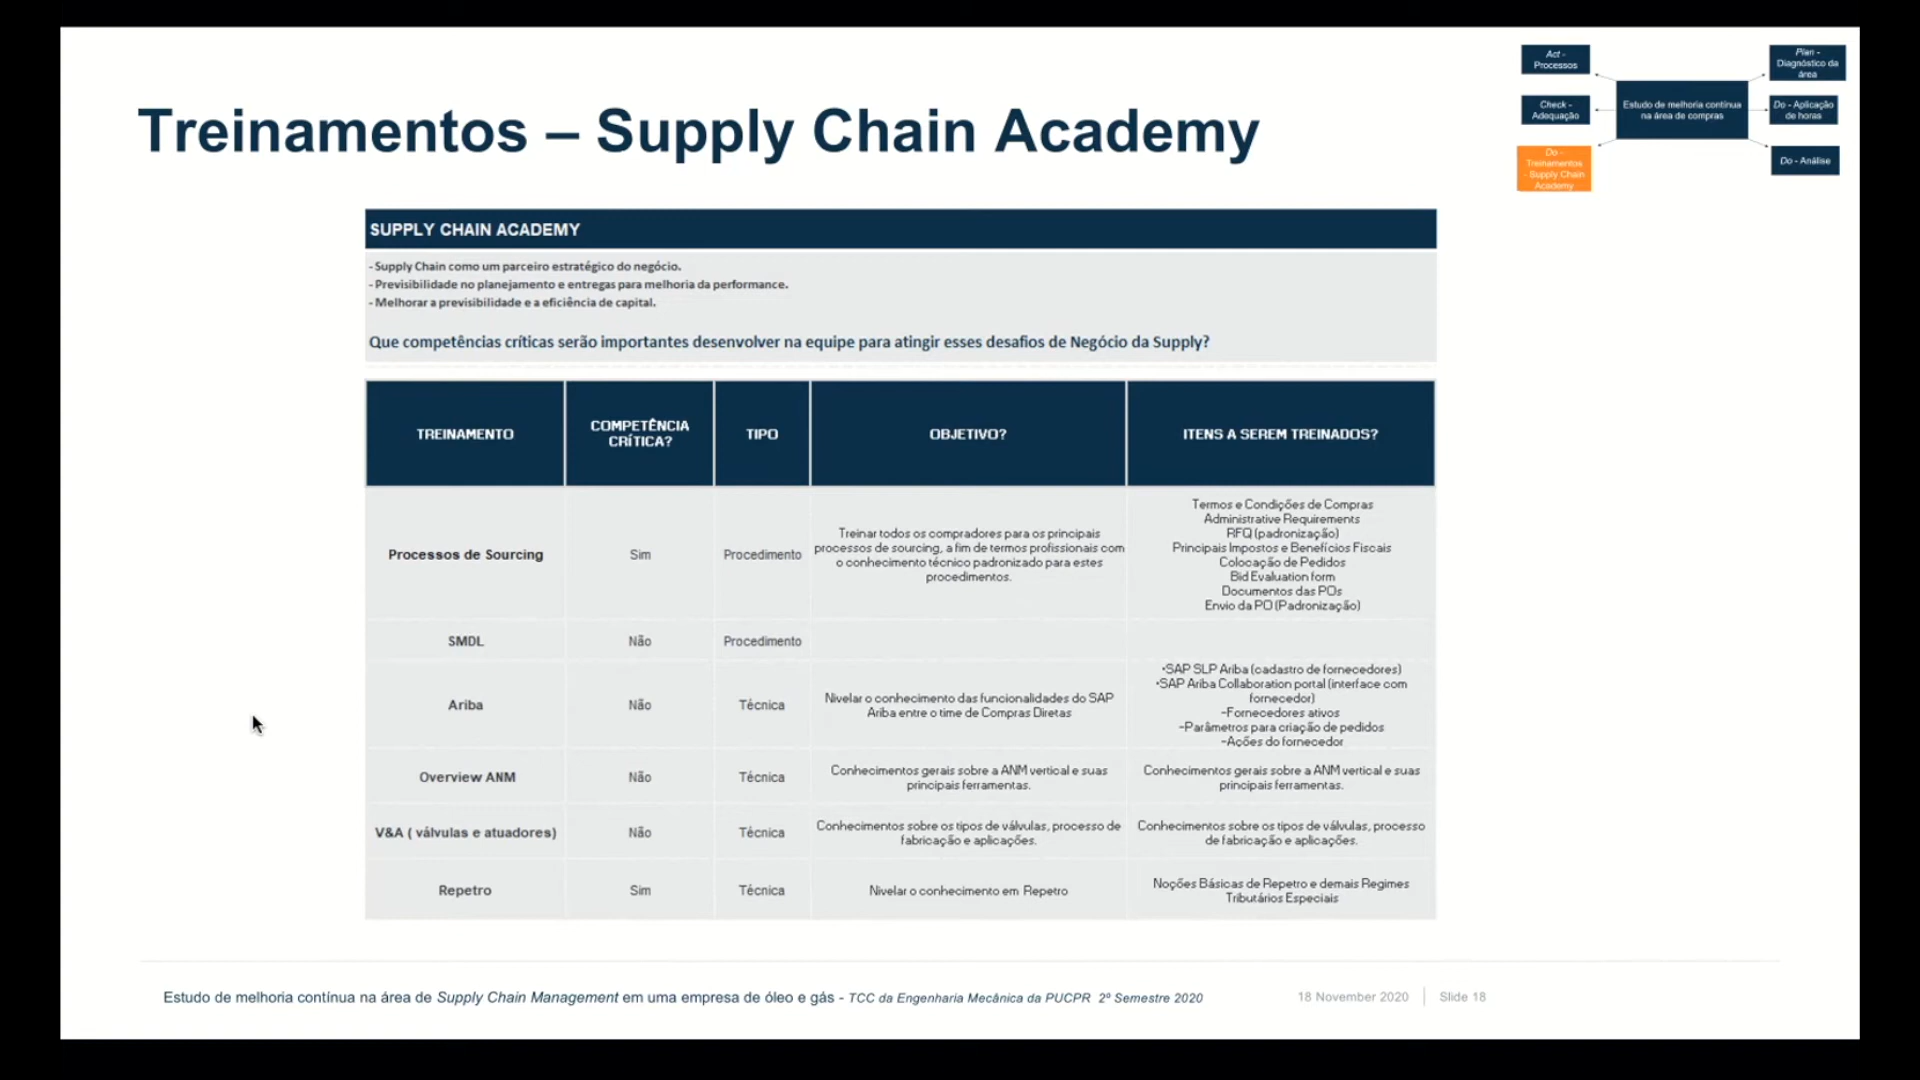 Act -
Processos
Plan -
Diagnóstico da
área
Check -
Adequação
Estudo de melhoria contínua
na área de compras
Do - Aplicação
de horas
Do -
Treinamentos
- Supply Chain
Academy
Do - Análise
Treinamentos – Supply Chain Academy
SUPPLY CHAIN ACADEMY
- Supply Chain como um parceiro estratégico do negócio.
- Previsibilidade no planejamento e entregas para melhoria da performance.
- Melhorar a previsibilidade e a eficiência de capital.
Que competências críticas serão importantes desenvolver na equipe para atingir esses desafios de Negócio da Supply?
TREINAMENTO
COMPETÊNCIA
CRÍTICA?
TIPO
OBJETIVO?
ITENS A SEREM TREINADOS?
Processos de Sourcing
Sim
Procedimento
Treinar todos os compradores para os principais
processos de sourcing, a fim de termos profissionais com
o conhecimento técnico padronizado para estes
procedimentos.
Termos e Condições de Compras
Administrative Requirements
RFQ (padronização)
Principais Impostos e Benefícios Fiscais
Colocação de Pedidos
Bid Evaluation form
Documentos das POs
Envio da PO (Padronização)
SMDL
Não
Procedimento
Ariba
Não
Técnica
Nivelar o conhecimento das funcionalidades do SAP
Ariba entre o time de Compras Diretas
•SAP SLP Ariba (cadastro de fornecedores)
•SAP Ariba Collaboration portal (interface com
fornecedor)
-Fornecedores ativos
-Parâmetros para criação de pedidos
-Ações do fornecedor
Overview ANM
Não
Técnica
Conhecimentos gerais sobre a ANM vertical e suas
principais ferramentas.
Conhecimentos gerais sobre a ANM vertical e suas
principais ferramentas.
V&A ( válvulas e atuadores)
Não
Técnica
Conhecimentos sobre os tipos de válvulas, processo de
fabricação e aplicações.
Conhecimentos sobre os tipos de válvulas, processo
de fabricação e aplicações.
Repetro
Sim
Técnica
Nivelar o conhecimento em Repetro
Noções Básicas de Repetro e demais Regimes
Tributários Especiais
Estudo de melhoria contínua na área de Supply Chain Management em uma empresa de óleo e gás - TCC da Engenharia Mecânica da PUCPR 2º Semestre 2020
18 November 2020
Slide 18